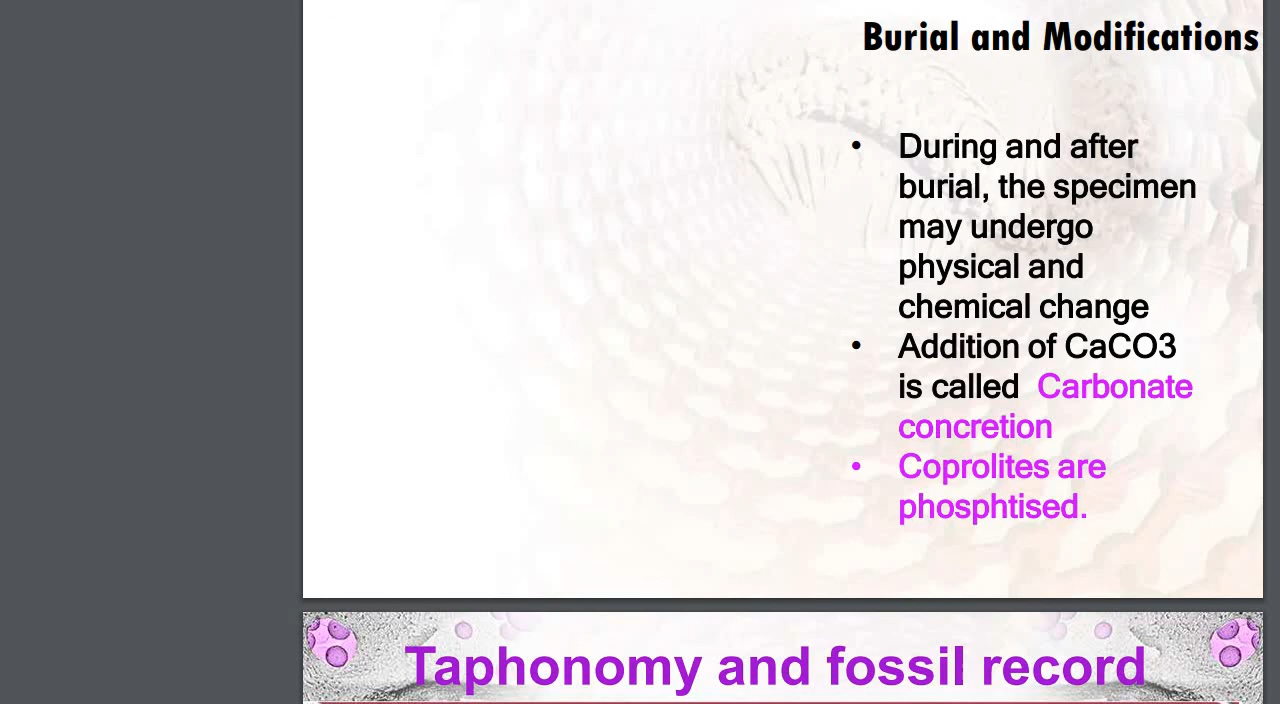 Burial and Modifications
• During and after
burial, the specimen
may undergo
physical and
chemical change
• Addition of CaCO3
is called Carbonate
concretion
• Coprolites are
phosphtised.
Taphonomy and fossil record